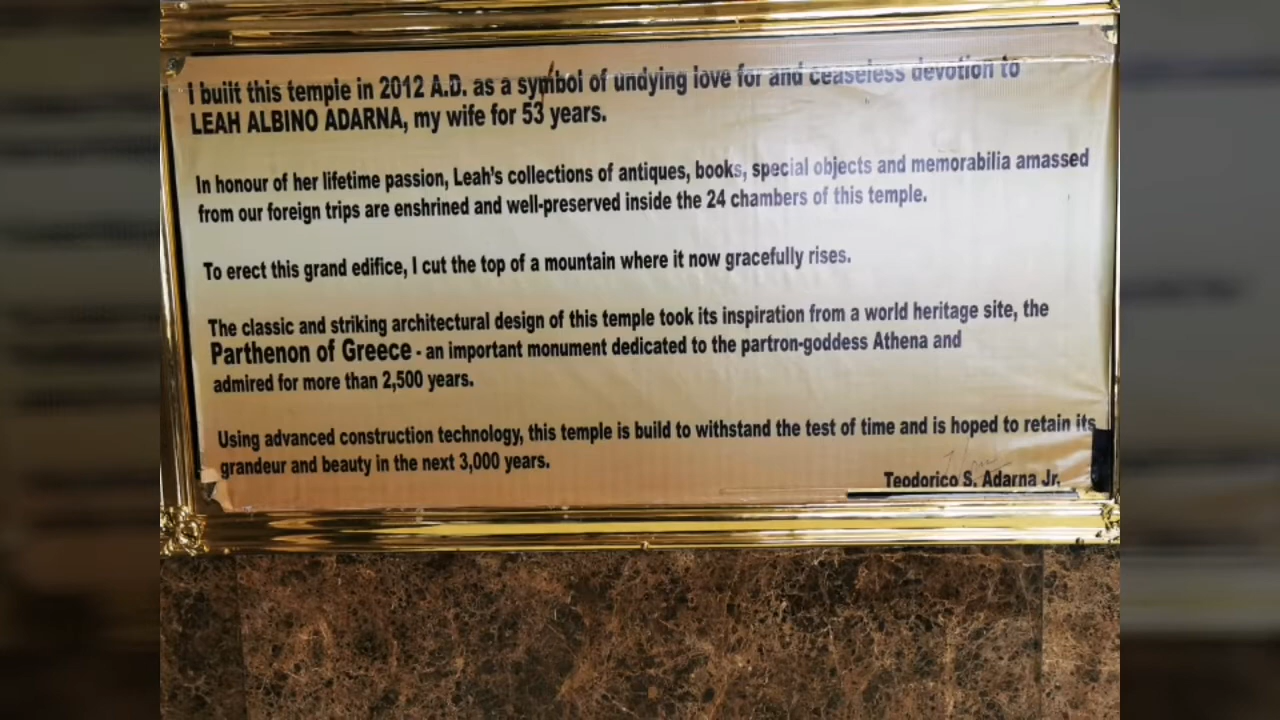 I built this temple in 2012 A.D. as a symbol of undying love for and ceaseless devotion to
LEAH ALBINO ADARNA, my wife for 53 years.
In honour of her lifetime passion, Leah's collections of antiques, books, special objects and memorabilia amassed
from our foreign trips are enshrined and well-preserved inside the 24 chambers of this temple.
To erect this grand edifice, I cut the top of a mountain where it now gracefully rises.
The classic and striking architectural design of this temple took its inspiration from a world heritage site, the
Parthenon of Greece - an important monument dedicated to the partron-goddess Athena and
admired for more than 2,500 years.
Using advanced construction technology, this temple is build to withstand the test of time and is hoped to retain its
grandeur and beauty in the next 3,000 years.
Teodorico S. Adarna Jr.